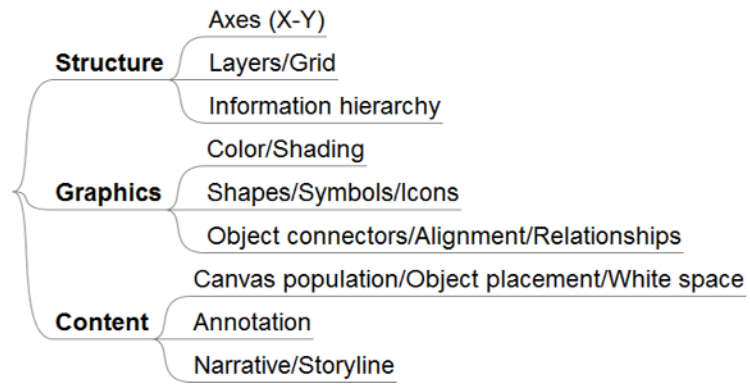 Structure
Axes (X-Y)
Layers/Grid
Information hierarchy
Graphics
Color/Shading
Shapes/Symbols/Icons
Object connectors/Alignment/Relationships
Content
Canvas population/Object placement/White space
Annotation
Narrative/Storyline